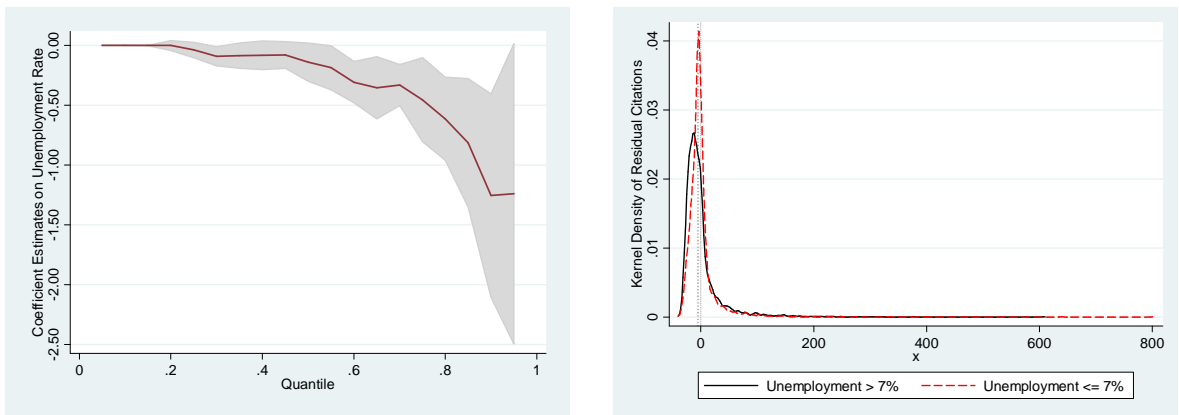 Coefficient Estimates on Unemployment Rate
0.00
-0.50
-1.00
-1.50
-2.00
-2.50
0 .2 .4 .6 .8 1
Quantile
Kernel Density of Residual Citations
.04
.03
.02
.01
0
0 200 400 600 800
x
Unemployment > 7% Unemployment <= 7%